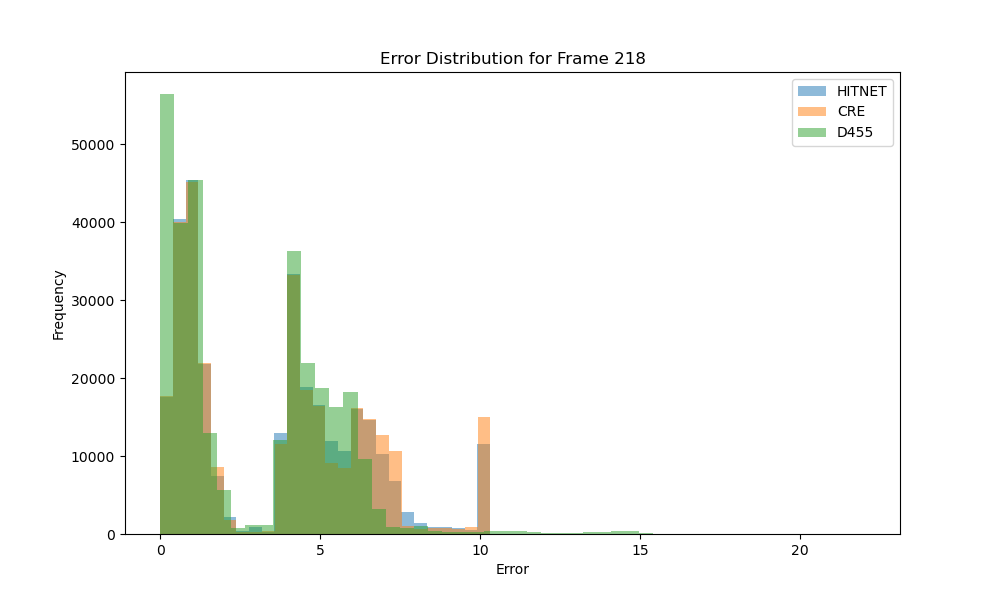 Error Distribution for Frame 218
HITNET
CRE
D455
50000
40000
30000
20000
10000
0
Frequency
0 5 10 15 20
Error